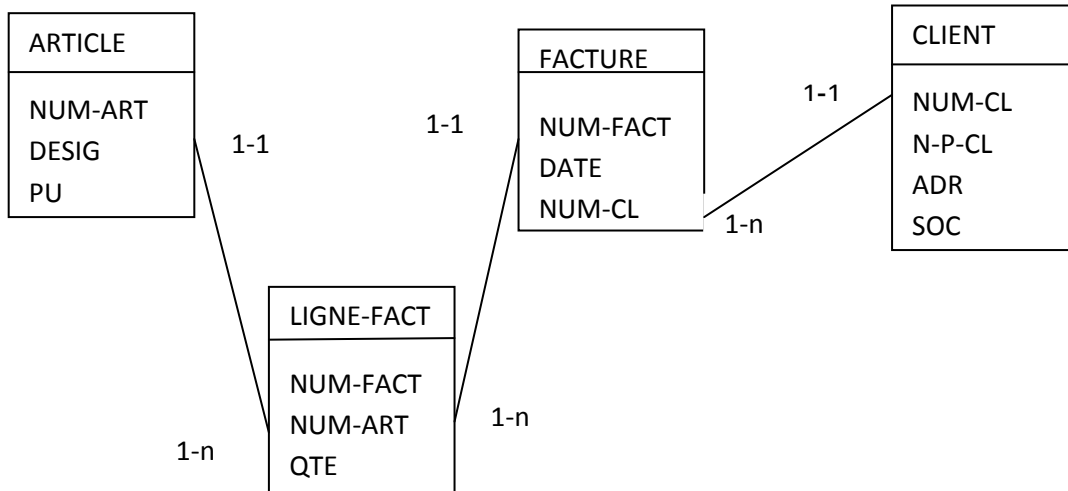 ARTICLE
NUM-ART
DESIG
PU
1-1
1-1
FACTURE
NUM-FACT
DATE
NUM-CL
1-1
1-n
CLIENT
NUM-CL
N-P-CL
ADR
SOC
LIGNE-FACT
NUM-FACT
NUM-ART
QTE
1-n
1-n